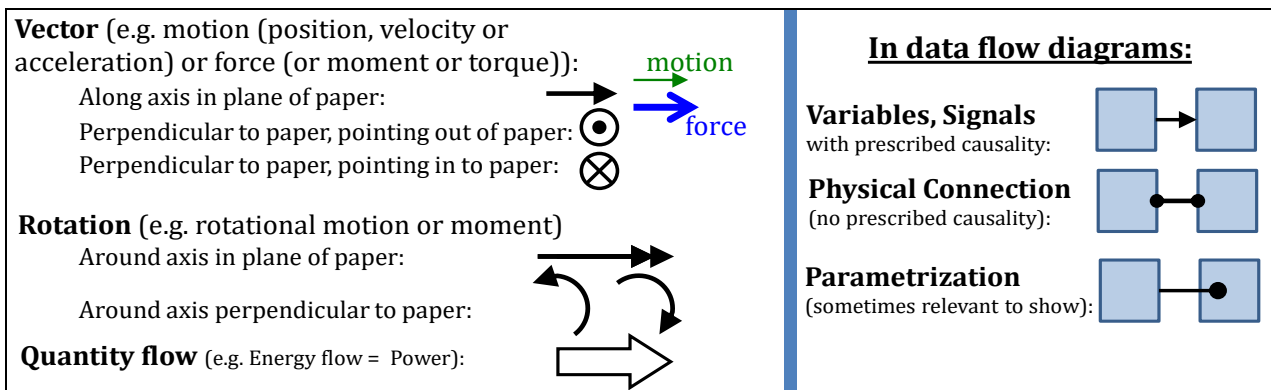 Vector (e.g. motion (position, velocity or
acceleration) or force (or moment or torque)):
motion
Along axis in plane of paper:
force
Perpendicular to paper, pointing out of paper:
Perpendicular to paper, pointing in to paper:
Rotation (e.g. rotational motion or moment)
Around axis in plane of paper:
Around axis perpendicular to paper:
Quantity flow (e.g. Energy flow = Power):
In data flow diagrams:
Variables, Signals
with prescribed causality:
Physical Connection
(no prescribed causality):
Parametrization
(sometimes relevant to show):